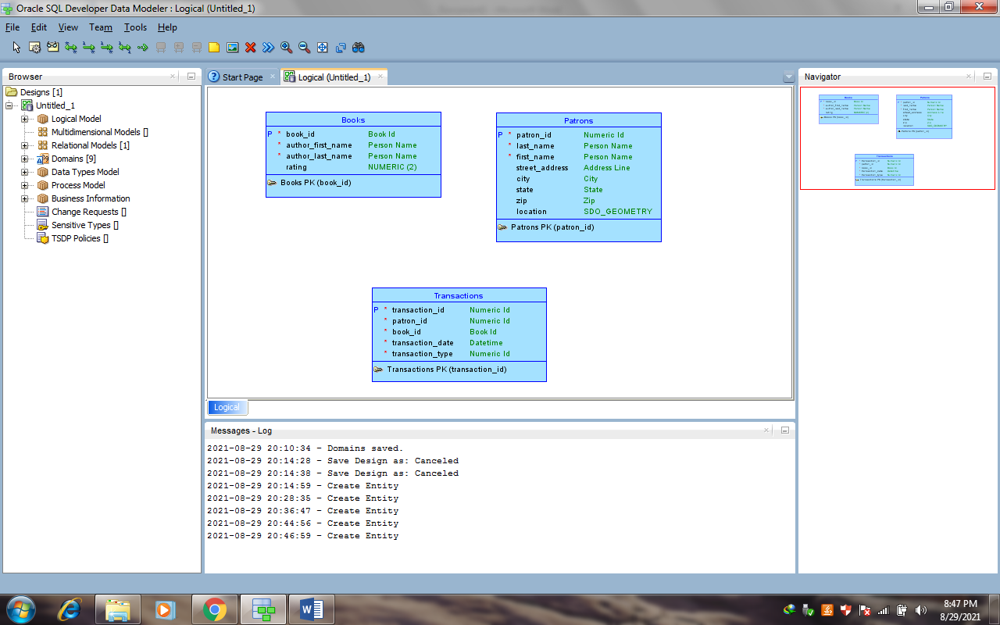 Oracle SQL Developer Data Modeler : Logical (Untitled_1)
File Edit View Team Tools Help
Browser
Designs [1]
Untitled_1
Logical Model
Multidimensional Models []
Relational Models [1]
Domains [9]
Data Types Model
Process Model
Business Information
Change Requests []
Sensitive Types []
TSDP Policies []
Start Page
Logical (Untitled_1)
Books
P * book_id Book Id
* author_first_name Person Name
* author_last_name Person Name
rating NUMERIC (2)
Books PK (book_id)
Patrons
P * patron_id Numeric Id
* last_name Person Name
* first_name Person Name
street_address Address Line
city City
state State
zip Zip
location SDO_GEOMETRY
Patrons PK (patron_id)
Transactions
P * transaction_id Numeric Id
* patron_id Numeric Id
* book_id Book Id
* transaction_date Datetime
* transaction_type Numeric Id
Transactions PK (transaction_id)
Logical
Messages - Log
2021-08-29 20:10:34 - Domains saved.
2021-08-29 20:14:28 - Save Design as: Canceled
2021-08-29 20:14:38 - Save Design as: Canceled
2021-08-29 20:14:59 - Create Entity
2021-08-29 20:28:35 - Create Entity
2021-08-29 20:36:47 - Create Entity
2021-08-29 20:44:56 - Create Entity
2021-08-29 20:46:59 - Create Entity
Navigator
Books
Patrons
Transactions
8:47 PM
8/29/2021